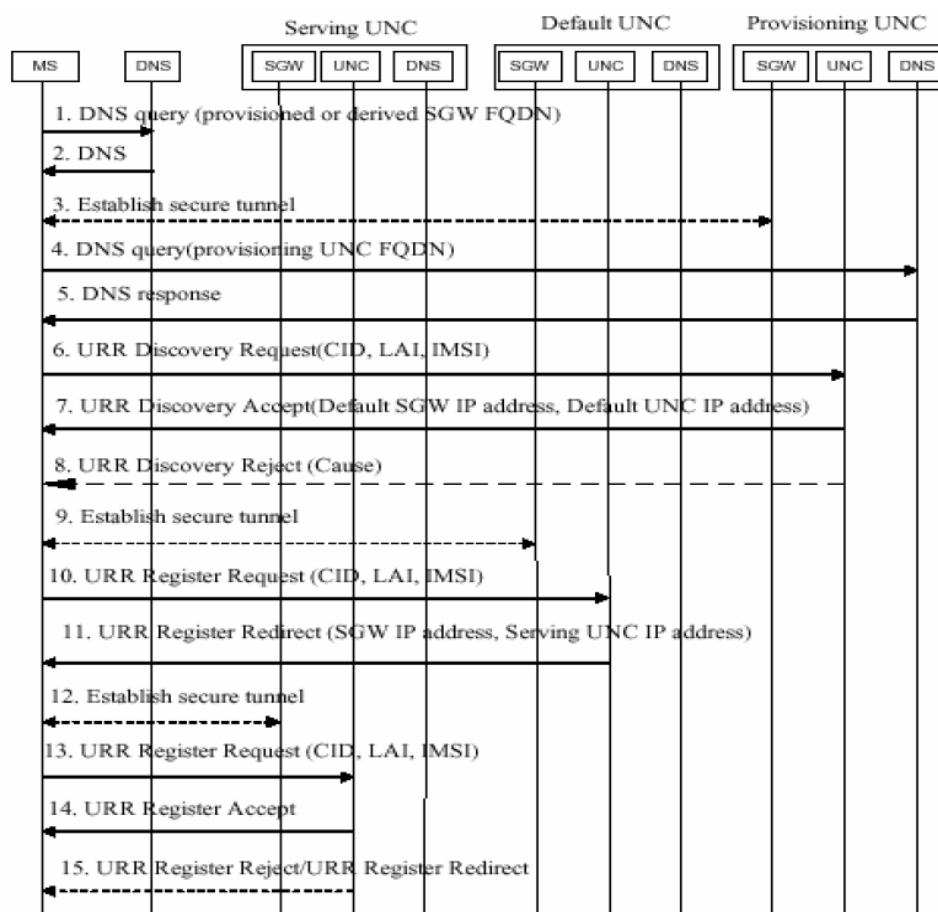 Serving UNC
Default UNC
Provisioning UNC
MS
DNS
SGW
UNC
DNS
SGW
UNC
DNS
SGW
UNC
DNS
1. DNS query (provisioned or derived SGW FQDN)
2. DNS
3. Establish secure tunnel
4. DNS query(provisioning UNC FQDN)
5. DNS response
6. URR Discovery Request(CID, LAI, IMSI)
7. URR Discovery Accept(Default SGW IP address, Default UNC IP address)
8. URR Discovery Reject (Cause)
9. Establish secure tunnel
10. URR Register Request (CID, LAI, IMSI)
11. URR Register Redirect (SGW IP address, Serving UNC IP address)
12. Establish secure tunnel
13. URR Register Request (CID, LAI, IMSI)
14. URR Register Accept
15. URR Register Reject/URR Register Redirect